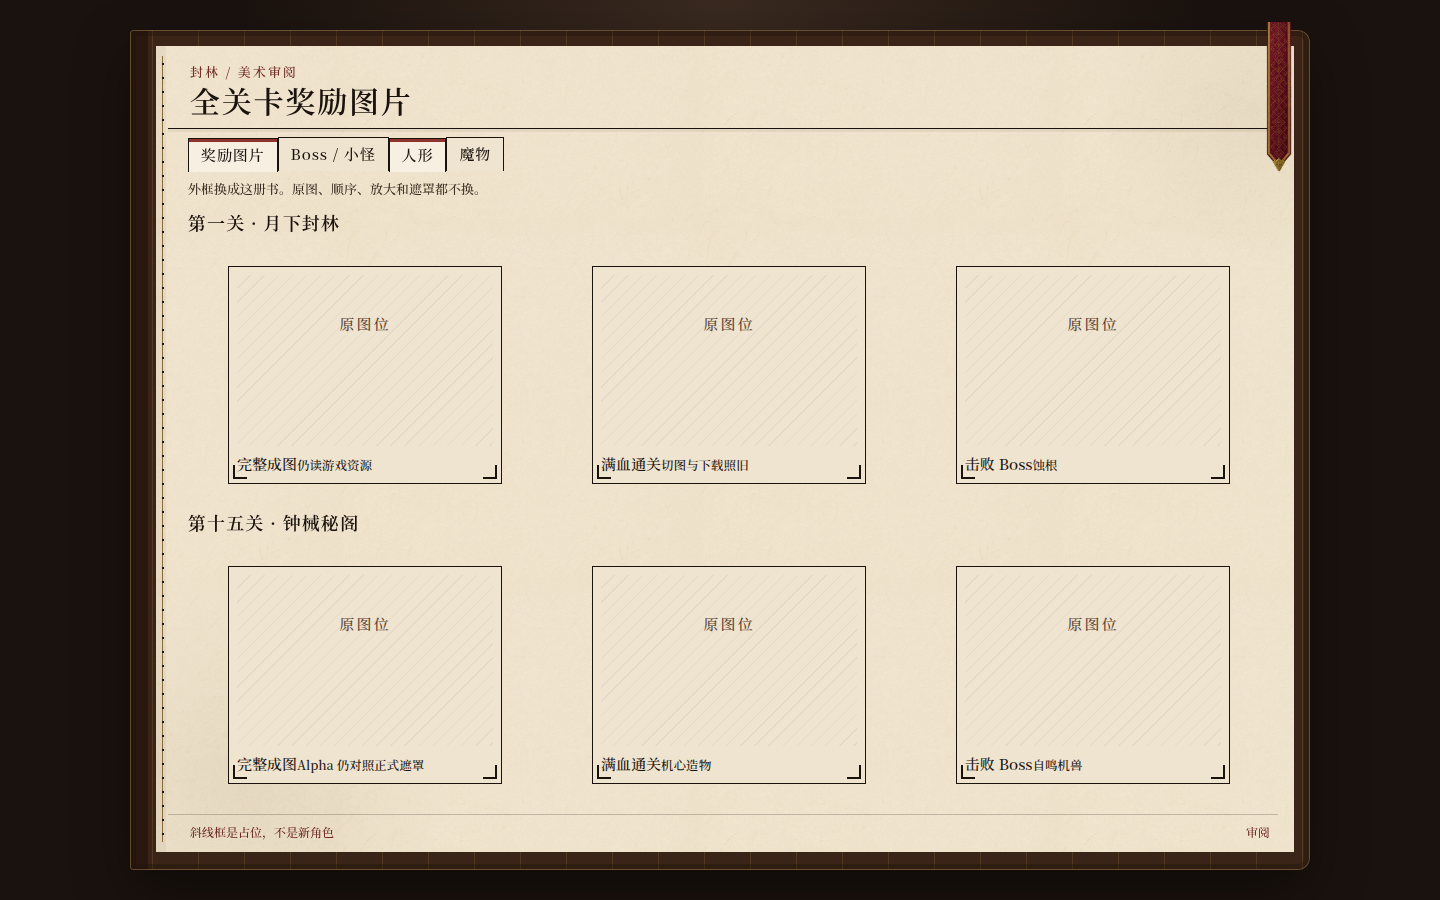 封林 / 美术审阅
全关卡奖励图片
奖励图片 Boss / 小怪 人形 魔物
外框换成这册书。原图、顺序、放大和遮罩都不换。
第一关 · 月下封林
原图位 原图位 原图位
完整成图仍读游戏资源 满血通关切图与下载照旧 击败 Boss蚀根
第十五关 · 钟械秘阁
原图位 原图位 原图位
完整成图Alpha 仍对照正式遮罩 满血通关机心造物 击败 Boss自鸣机兽
斜线框是占位，不是新角色 审阅